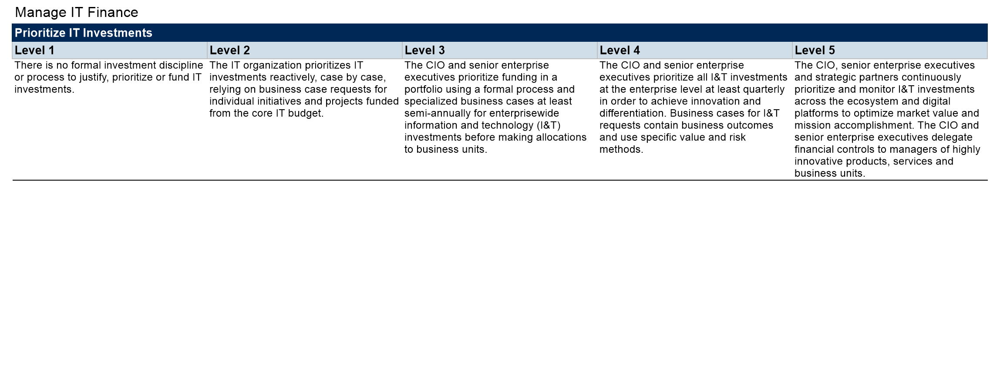 Manage IT Finance
Prioritize IT Investments
Level 1
There is no formal investment discipline
or process to justify, prioritize or fund IT
investments.
Level 2
The IT organization prioritizes IT
investments reactively, case by case,
relying on business case requests for
individual initiatives and projects funded
from the core IT budget.
Level 3
The CIO and senior enterprise
executives prioritize funding in a
portfolio using a formal process and
specialized business cases at least
semi-annually for enterprisewide
information and technology (I&T)
investments before making allocations
to business units.
Level 4
The CIO and senior enterprise
executives prioritize all I&T investments
at the enterprise level at least quarterly
in order to achieve innovation and
differentiation. Business cases for I&T
requests contain business outcomes
and use specific value and risk
methods.
Level 5
The CIO, senior enterprise executives
and strategic partners continuously
prioritize and monitor I&T investments
across the ecosystem and digital
platforms to optimize market value and
mission accomplishment. The CIO and
senior enterprise executives delegate
financial controls to managers of highly
innovative products, services and
business units.